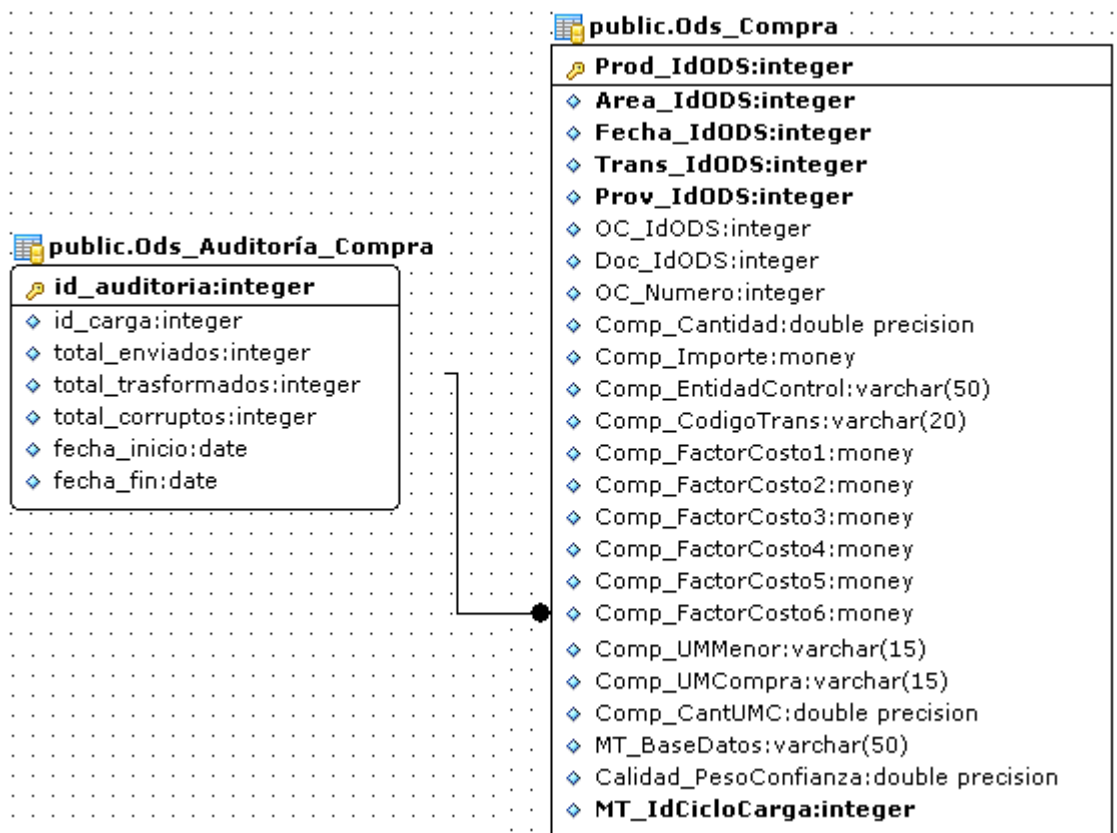 public.Ods_Compra
Prod_IdODS:integer
Area_IdODS:integer
Fecha_IdODS:integer
Trans_IdODS:integer
Prov_IdODS:integer
OC_IdODS:integer
Doc_IdODS:integer
OC_Numero:integer
Comp_Cantidad:double precision
Comp_Importe:money
Comp_EntidadControl:varchar(50)
Comp_CodigoTrans:varchar(20)
Comp_FactorCosto1:money
Comp_FactorCosto2:money
Comp_FactorCosto3:money
Comp_FactorCosto4:money
Comp_FactorCosto5:money
Comp_FactorCosto6:money
Comp_UMMenor:varchar(15)
Comp_UMCompra:varchar(15)
Comp_CantUMC:double precision
MT_BaseDatos:varchar(50)
Calidad_PesoConfianza:double precision
MT_IdCicloCarga:integer
public.Ods_Auditoría_Compra
id_auditoria:integer
id_carga:integer
total_enviados:integer
total_trasformados:integer
total_corruptos:integer
fecha_inicio:date
fecha_fin:date